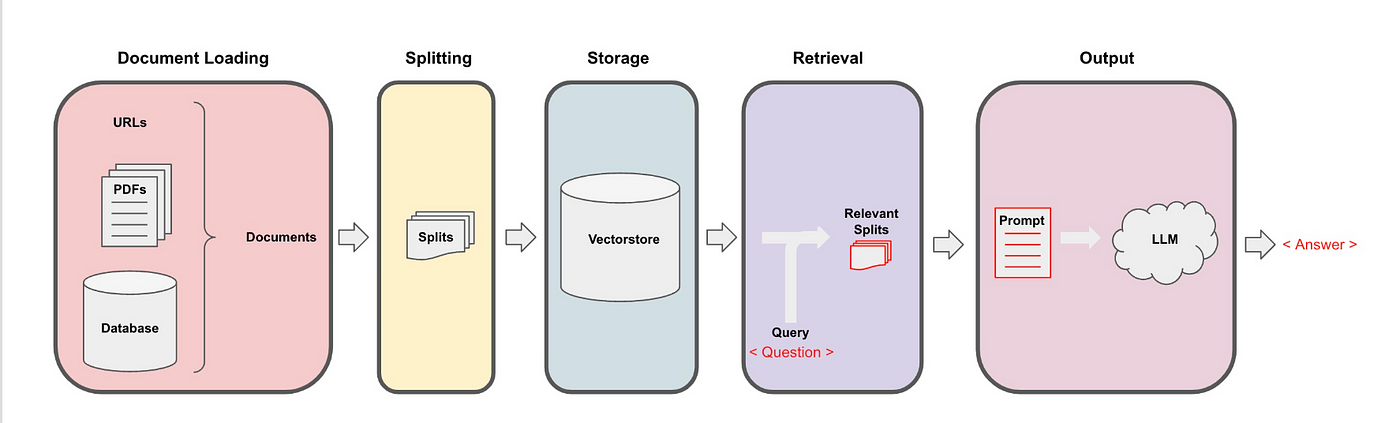 Document Loading
Splitting
Storage
Retrieval
Output
URLs
PDFs
Database
Documents
Splits
Vectorstore
Relevant
Splits
Query
< Question >
Prompt
LLM
< Answer >